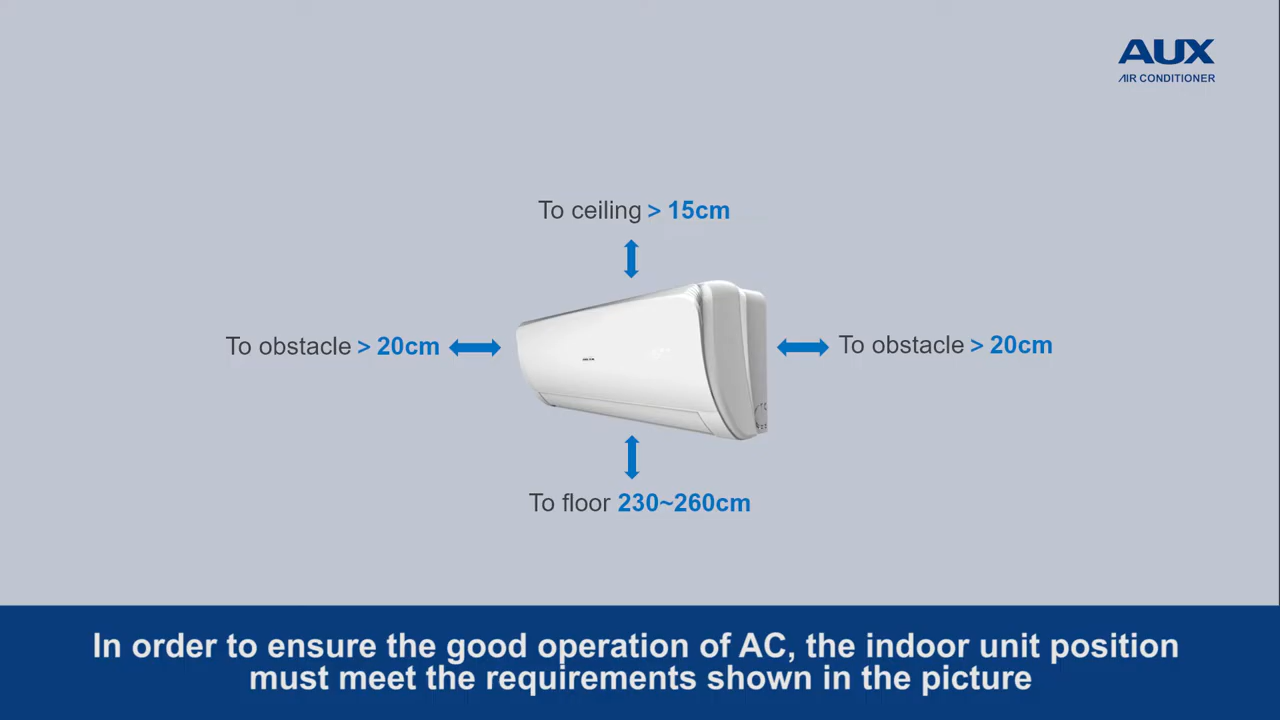 AUX
AIR CONDITIONER
To ceiling > 15cm
To obstacle > 20cm
To obstacle > 20cm
To floor 230~260cm
In order to ensure the good operation of AC, the indoor unit position
must meet the requirements shown in the picture